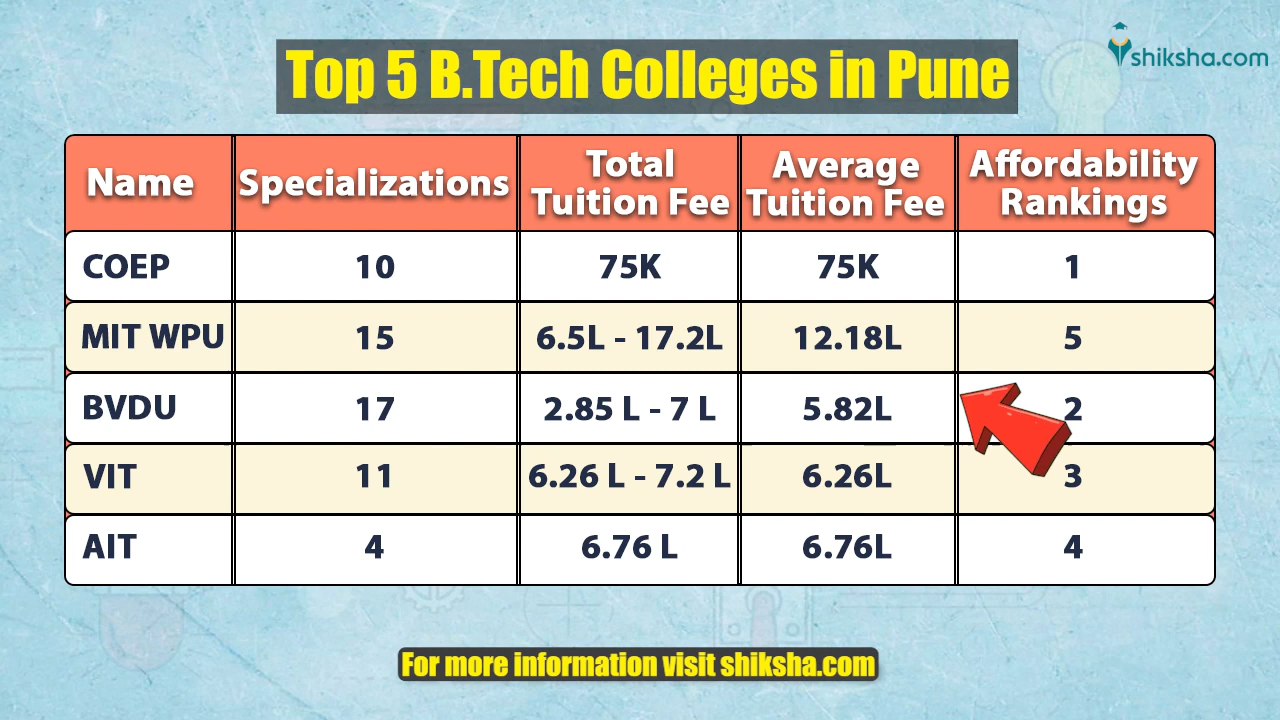 Top 5 B.Tech Colleges in Pune
shiksha.com
Name Specializations Total Tuition Fee Average Tuition Fee Affordability Rankings
COEP 10 75K 75K 1
MIT WPU 15 6.5L - 17.2L 12.18L 5
BVDU 17 2.85 L - 7 L 5.82L 2
VIT 11 6.26 L - 7.2 L 6.26L 3
AIT 4 6.76 L 6.76L 4
For more information visit shiksha.com